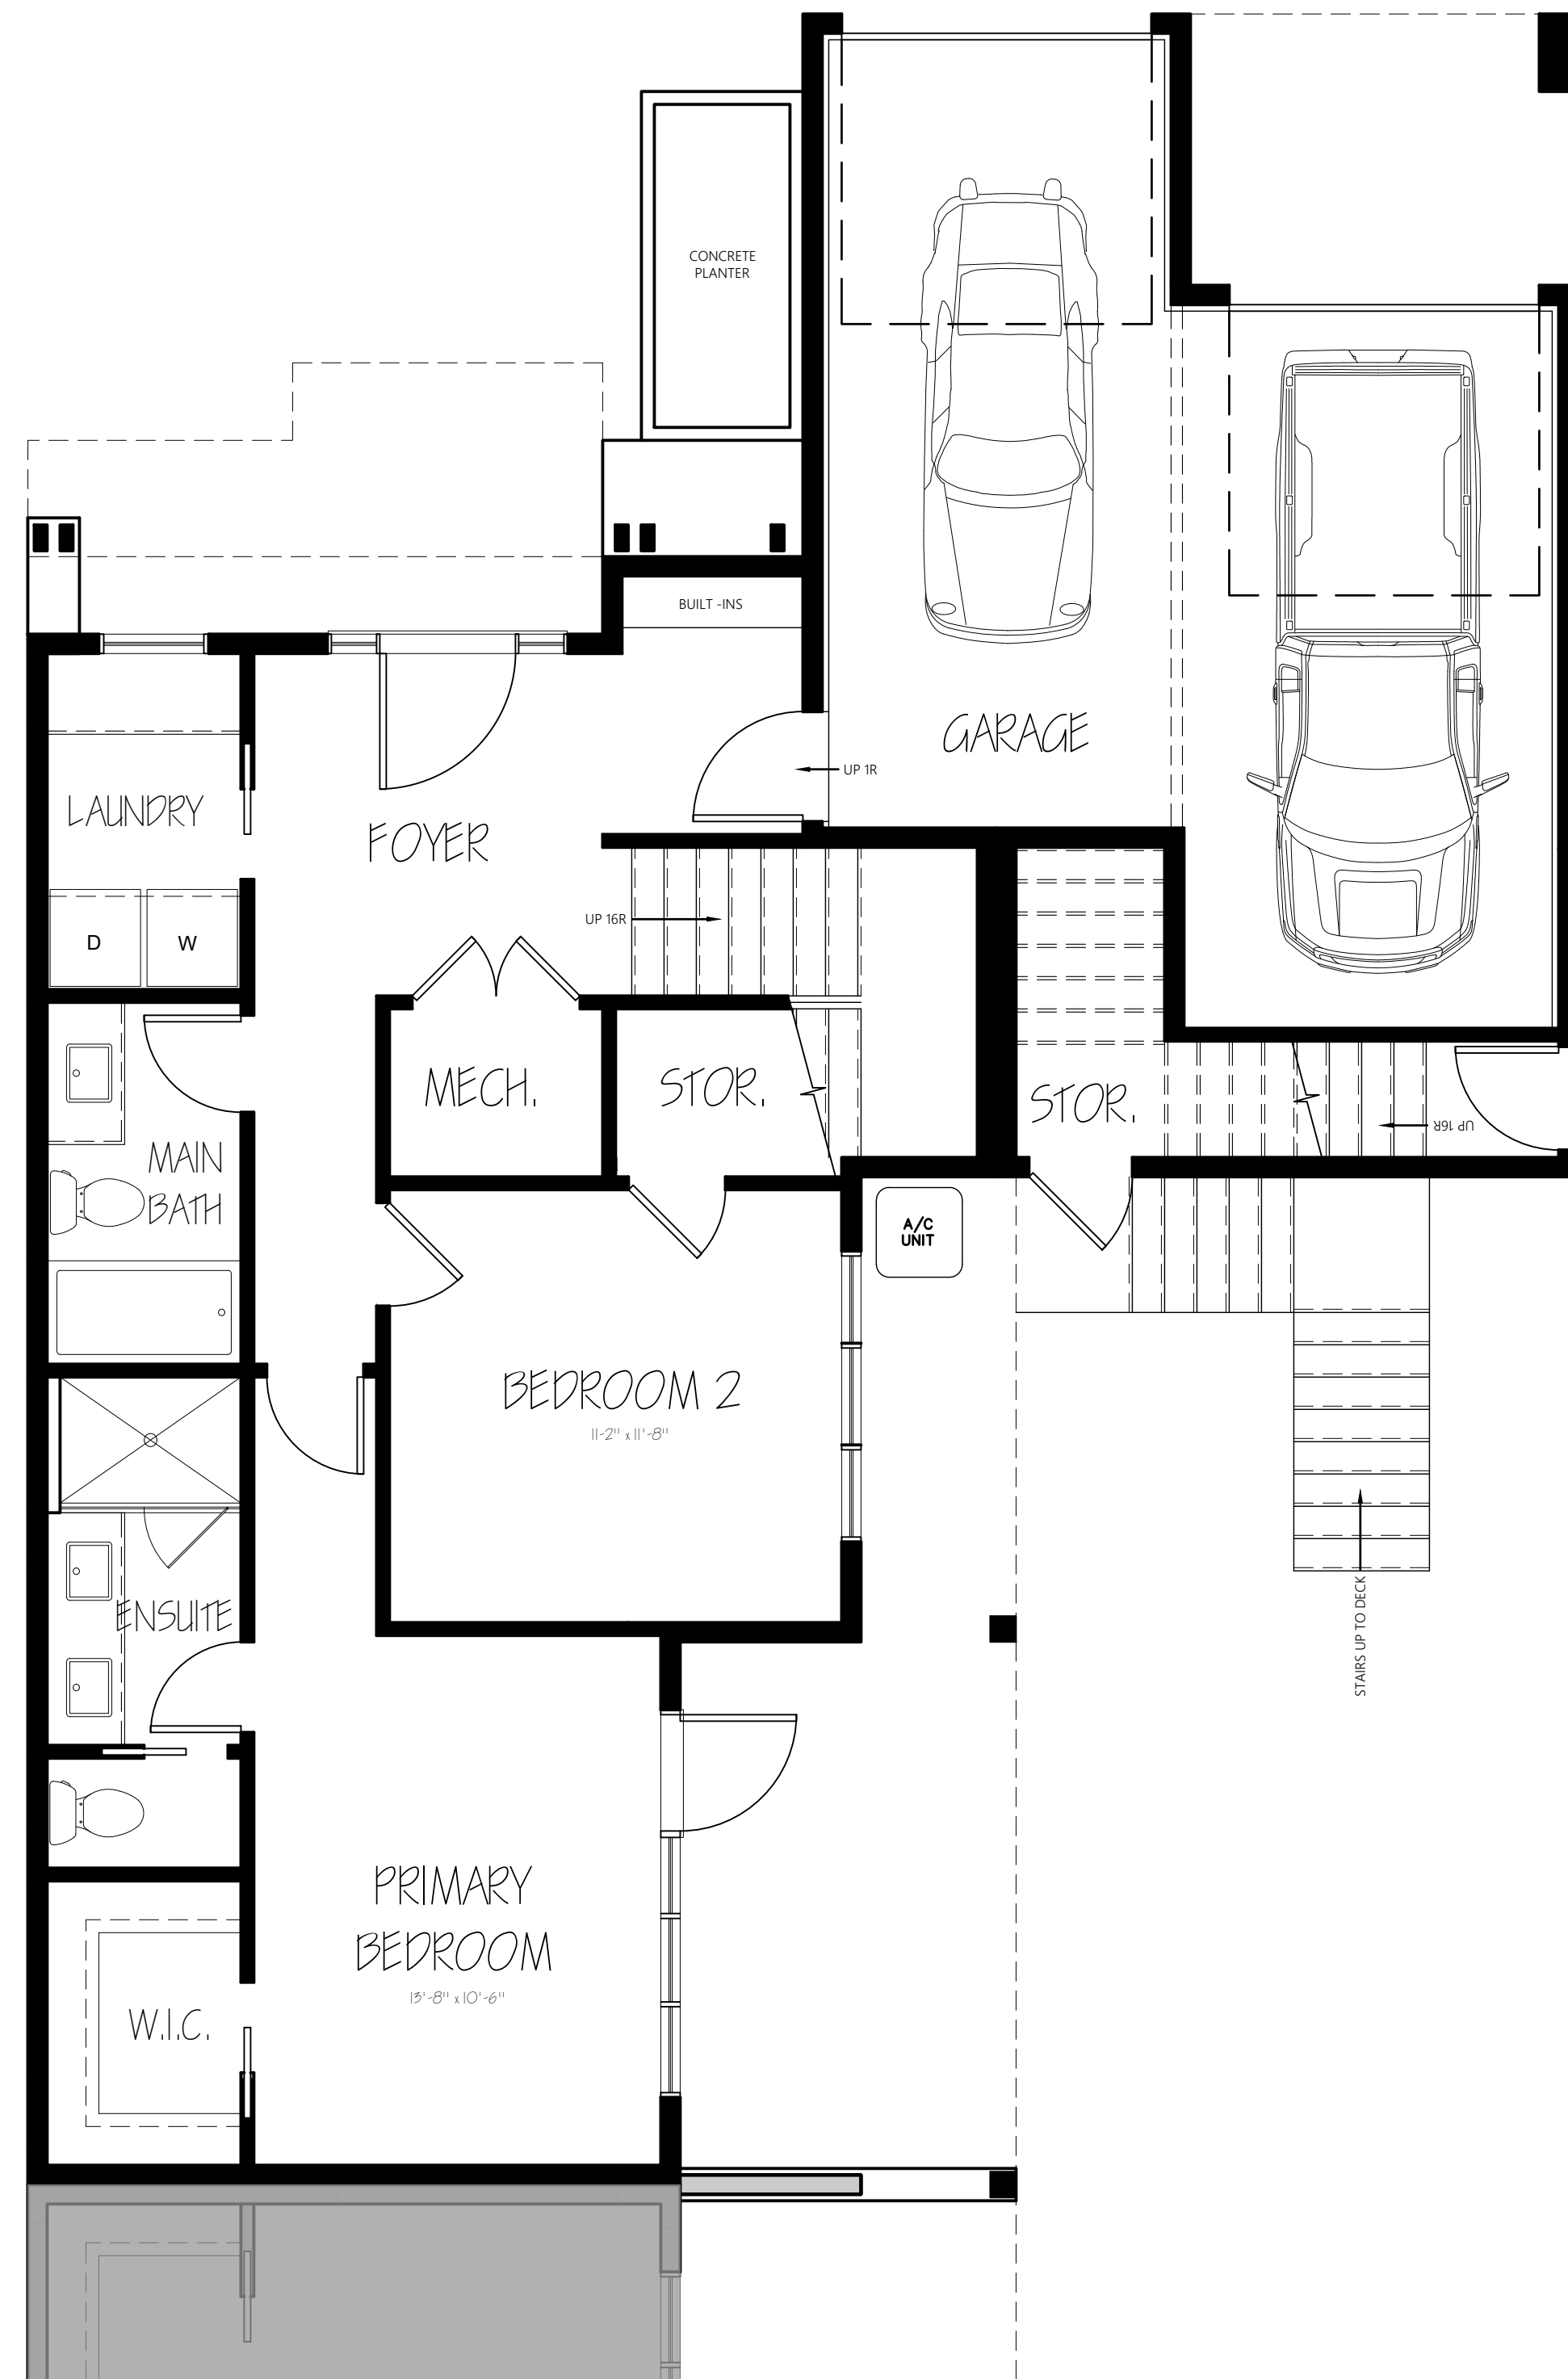 CONCRETE
PLANTER
BUILT -INS
GARAGE
UP 1R
LAUNDRY
FOYER
UP 16R
D
W
MECH.
STOR.
STOR.
UP 16R
MAIN
BATH
A/C
UNIT
BEDROOM 2
11-2" x 11'-8"
STAIRS UP TO DECK
ENSUITE
PRIMARY
BEDROOM
13'-8" x 10'-6"
W.I.C.